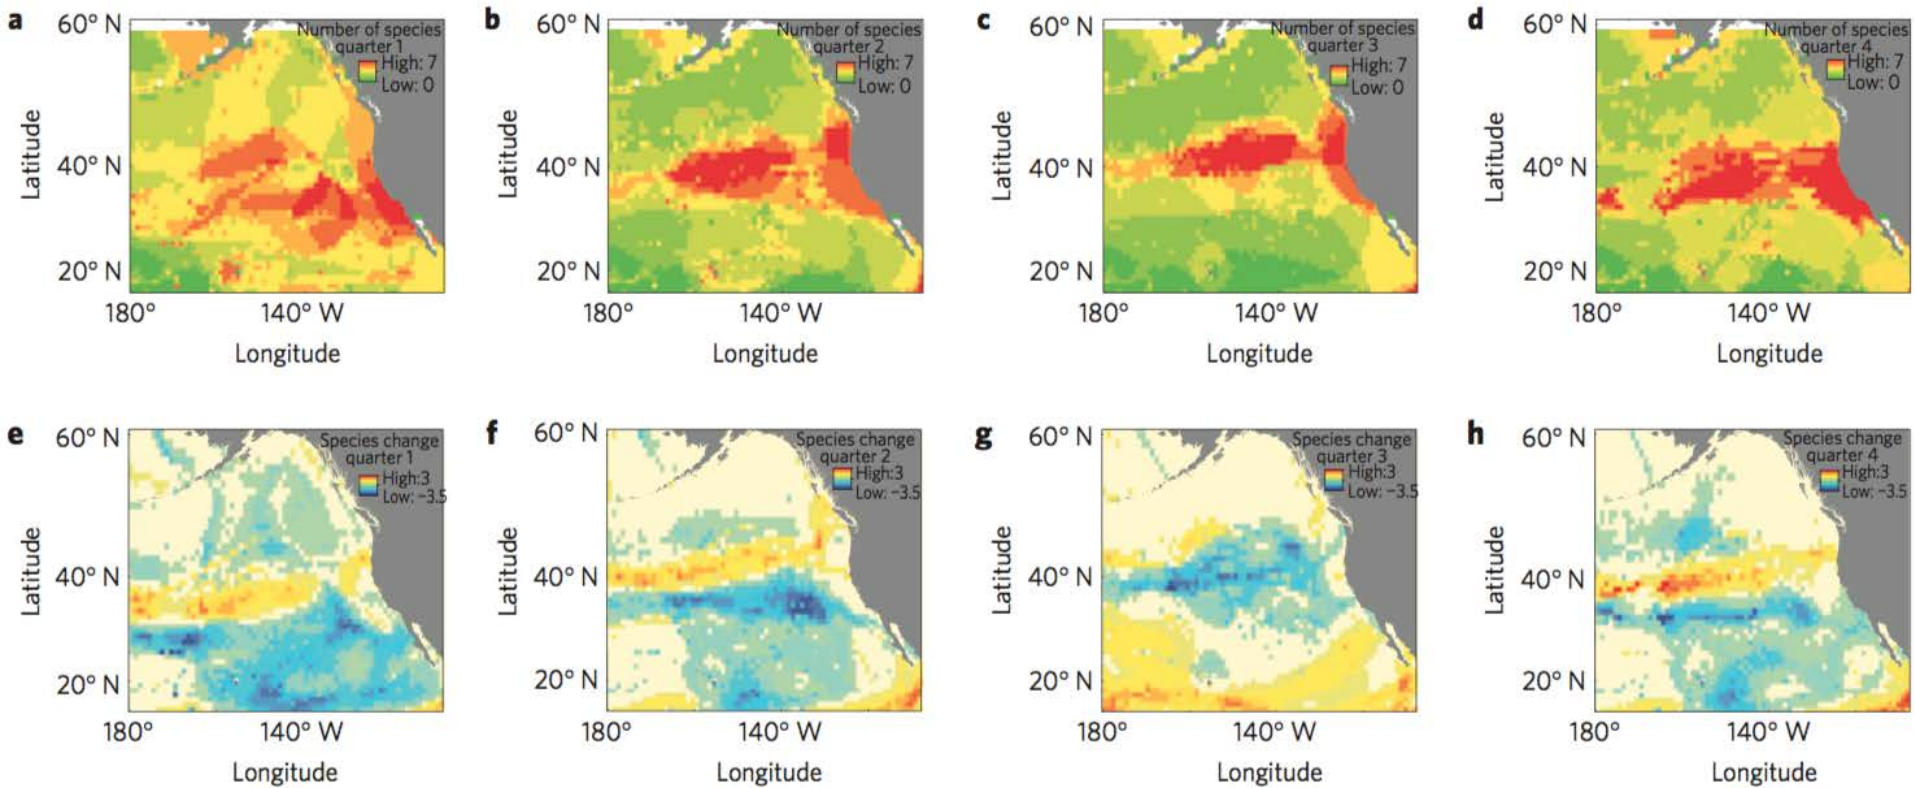 a
60° N
40° N
20° N
Latitude
Number of species
quarter 1
High: 7
Low: 0
180°
140° W
Longitude
b
60° N
40° N
20° N
Latitude
Number of species
quarter 2
High: 7
Low: 0
180°
140° W
Longitude
c
60° N
40° N
20° N
Latitude
Number of species
quarter 3
High: 7
Low: 0
180°
140° W
Longitude
d
60° N
40° N
20° N
Latitude
Number of species
quarter 4
High: 7
Low: 0
180°
140° W
Longitude
e
60° N
40° N
20° N
Latitude
Species change
quarter 1
High:3
Low: −3.5
180°
140° W
Longitude
f
60° N
40° N
20° N
Latitude
Species change
quarter 2
High:3
Low: −3.5
180°
140° W
Longitude
g
60° N
40° N
20° N
Latitude
Species change
quarter 3
High:3
Low: −3.5
180°
140° W
Longitude
h
60° N
40° N
20° N
Latitude
Species change
quarter 4
High:3
Low: −3.5
180°
140° W
Longitude